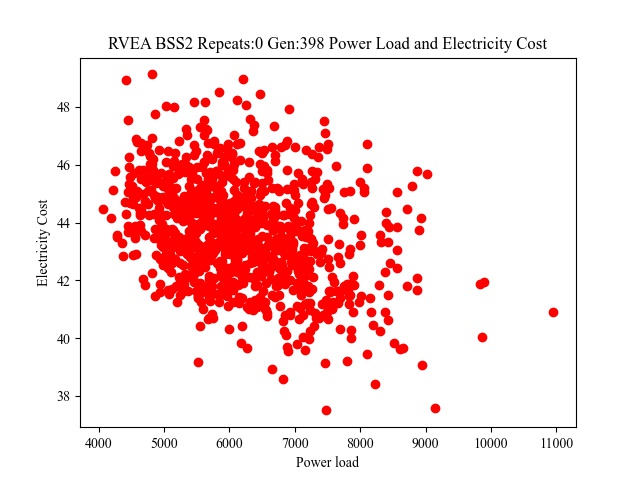 RVEA BSS2 Repeats:0 Gen:398 Power Load and Electricity Cost
48
46
44
42
40
38
Electricity Cost
4000 5000 6000 7000 8000 9000 10000 11000
Power load